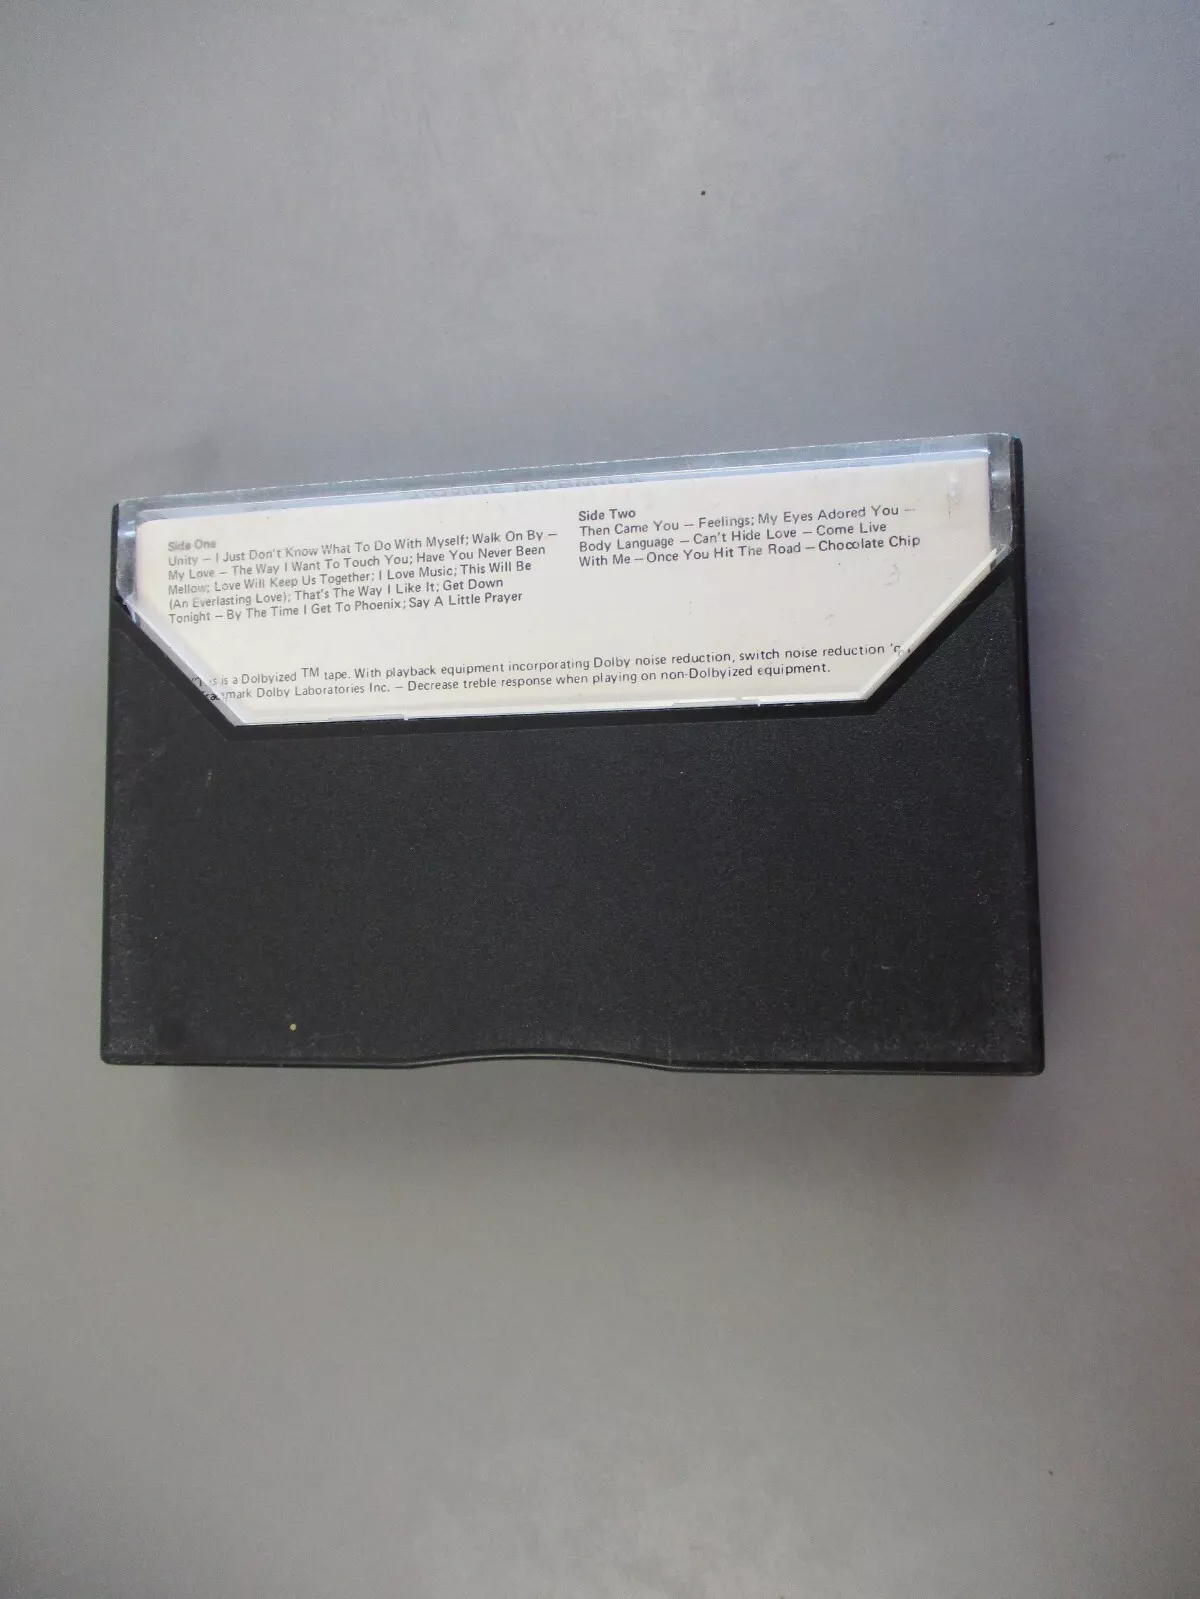 Side One
Unity – I Just Don't Know What To Do With Myself; Walk On By –
My Love – The Way I Want To Touch You; Have You Never Been
Mellow; Love Will Keep Us Together; I Love Music; This Will Be
(An Everlasting Love); That's The Way I Like It; Get Down
Tonight – By The Time I Get To Phoenix; Say A Little Prayer
Side Two
Then Came You – Feelings; My Eyes Adored You –
Body Language – Can't Hide Love – Come Live
With Me – Once You Hit The Road – Chocolate Chip
is a Dolbyized TM tape. With playback equipment incorporating Dolby noise reduction, switch noise reduction
Dolby Laboratories Inc. – Decrease treble response when playing on non-Dolbyized equipment.